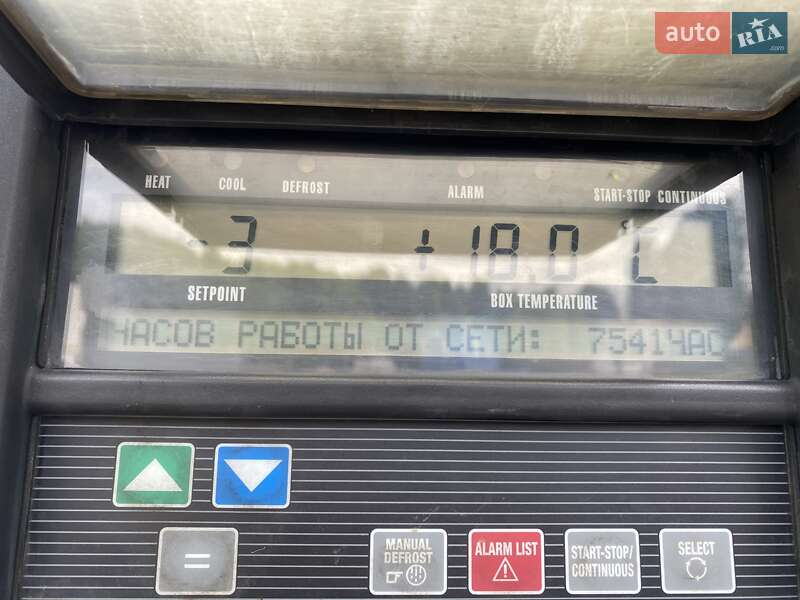 auto RIA .com
HEAT COOL DEFROST ALARM START-STOP CONTINUOUS
-3 +18.0 C
SETPOINT BOX TEMPERATURE
ЧАСОВ РАБОТЫ ОТ СЕТИ: 7541ЧАС
=
MANUAL DEFROST
ALARM LIST
START-STOP/
CONTINUOUS
SELECT